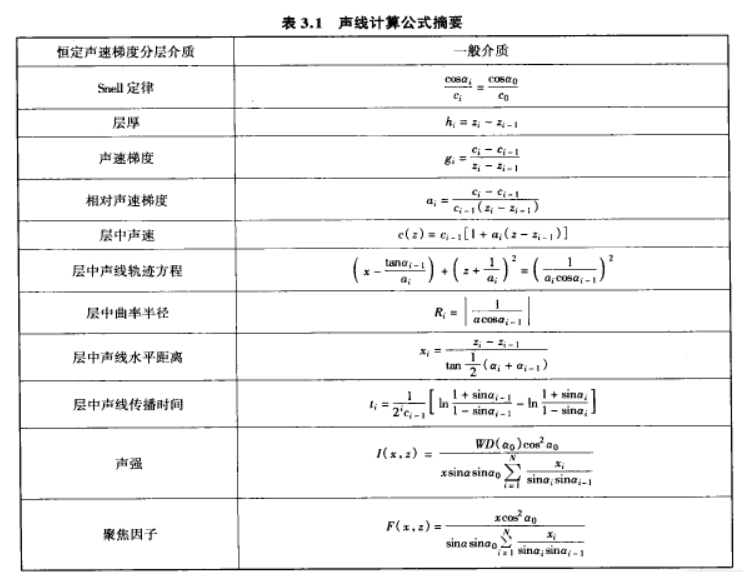 表 3.1 声线计算公式摘要
恒定声速梯度分层介质 一般介质
Snell 定律 $\frac{\cos\alpha_i}{c_i} = \frac{\cos\alpha_0}{c_0}$
层厚 $h_i = z_i - z_{i-1}$
声速梯度 $g_i = \frac{c_i - c_{i-1}}{z_i - z_{i-1}}$
相对声速梯度 $a_i = \frac{c_i - c_{i-1}}{c_{i-1}(z_i - z_{i-1})}$
层中声速 $c(z) = c_{i-1}[1 + a_i(z - z_{i-1})]$
层中声线轨迹方程 $\left(x - \frac{\tan\alpha_{i-1}}{a_i}\right) + \left(z + \frac{1}{a_i}\right)^2 = \left(\frac{1}{a_i\cos\alpha_{i-1}}\right)^2$
层中曲率半径 $R_i = \left|\frac{1}{a\cos\alpha_{i-1}}\right|$
层中声线水平距离 $x_i = \frac{z_i - z_{i-1}}{\tan\frac{1}{2}(\alpha_i + \alpha_{i-1})}$
层中声线传播时间 $t_i = \frac{1}{2^i c_{i-1}}\left[\ln\frac{1 + \sin\alpha_{i-1}}{1 - \sin\alpha_{i-1}} - \ln\frac{1 + \sin\alpha_i}{1 - \sin\alpha_i}\right]$
声强 $I(x,z) = \frac{WD(\alpha_0)\cos^2\alpha_0}{x\sin\alpha\sin\alpha_0\sum_{i=1}^{N}\frac{x_i}{\sin\alpha_i\sin\alpha_{i-1}}}$
聚焦因子 $F(x,z) = \frac{x\cos^2\alpha_0}{\sin\alpha\sin\alpha_0\sum_{i=1}^{N}\frac{x_i}{\sin\alpha_i\sin\alpha_{i-1}}}$